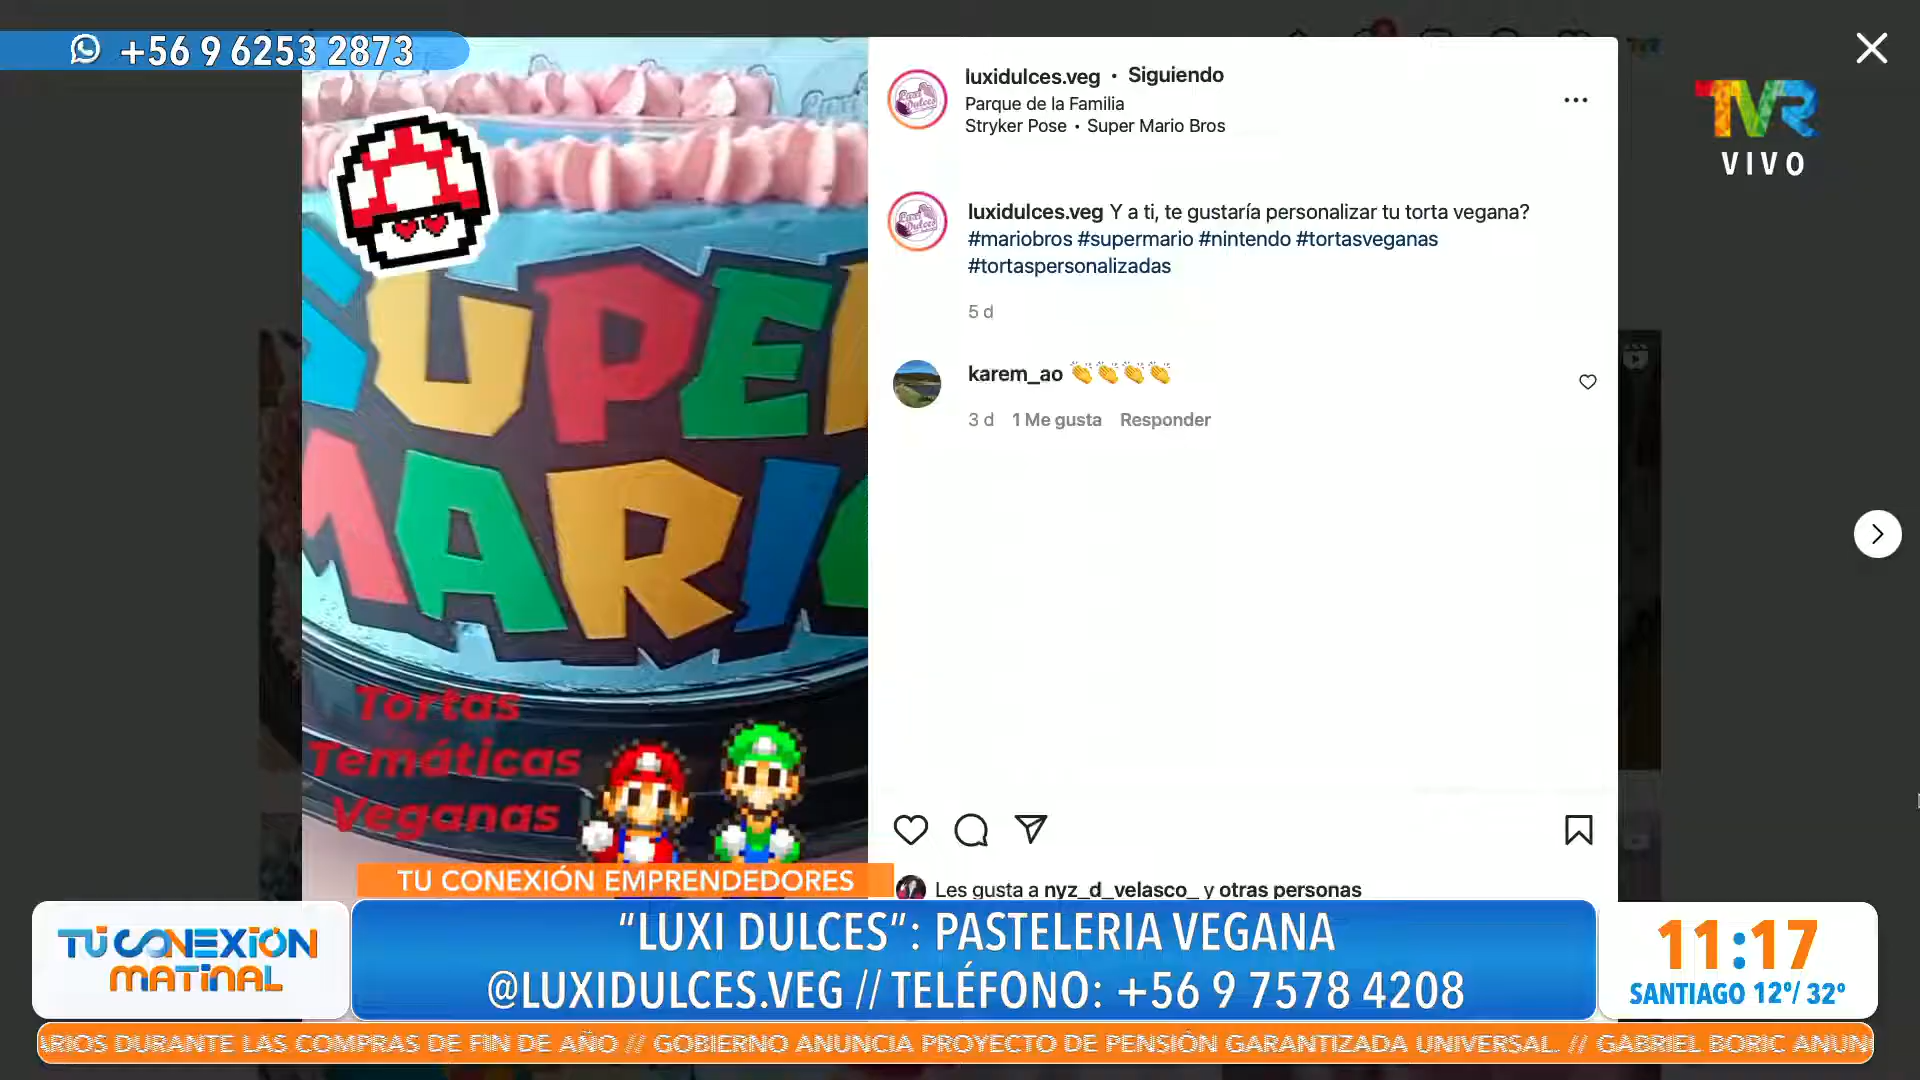 +56 9 6253 2873
luxidulces.veg • Siguiendo
Parque de la Familia
Stryker Pose • Super Mario Bros
TVR
VIVO
luxidulces.veg Y a ti, te gustaría personalizar tu torta vegana?
#mariobros #supermario #nintendo #tortasveganas
#tortaspersonalizadas
5 d
karem_ao 👏👏👏👏
3 d 1 Me gusta Responder
SUPER
MARIO
Tortas
Temáticas
Veganas
Les gusta a nyz_d_velasco_ y otras personas
TU CONEXIÓN EMPRENDEDORES
“LUXI DULCES“: PASTELERIA VEGANA
@LUXIDULCES.VEG // TELÉFONO: +56 9 7578 4208
TÚ CONEXIÓN
MATINAL
11:17
SANTIAGO 12º/ 32º
ARIOS DURANTE LAS COMPRAS DE FIN DE AÑO // GOBIERNO ANUNCIA PROYECTO DE PENSIÓN GARANTIZADA UNIVERSAL. // GABRIEL BORIC ANUN